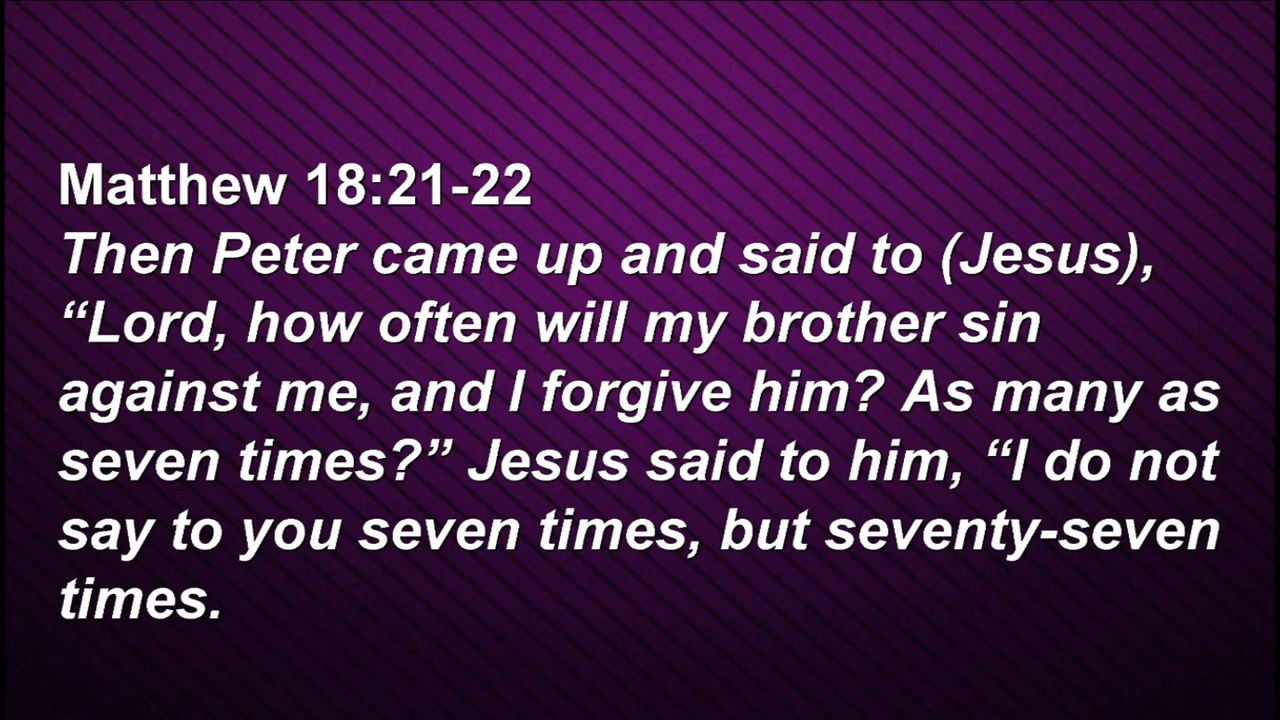 Matthew 18:21-22
Then Peter came up and said to (Jesus),
“Lord, how often will my brother sin
against me, and I forgive him? As many as
seven times?” Jesus said to him, “I do not
say to you seven times, but seventy-seven
times.